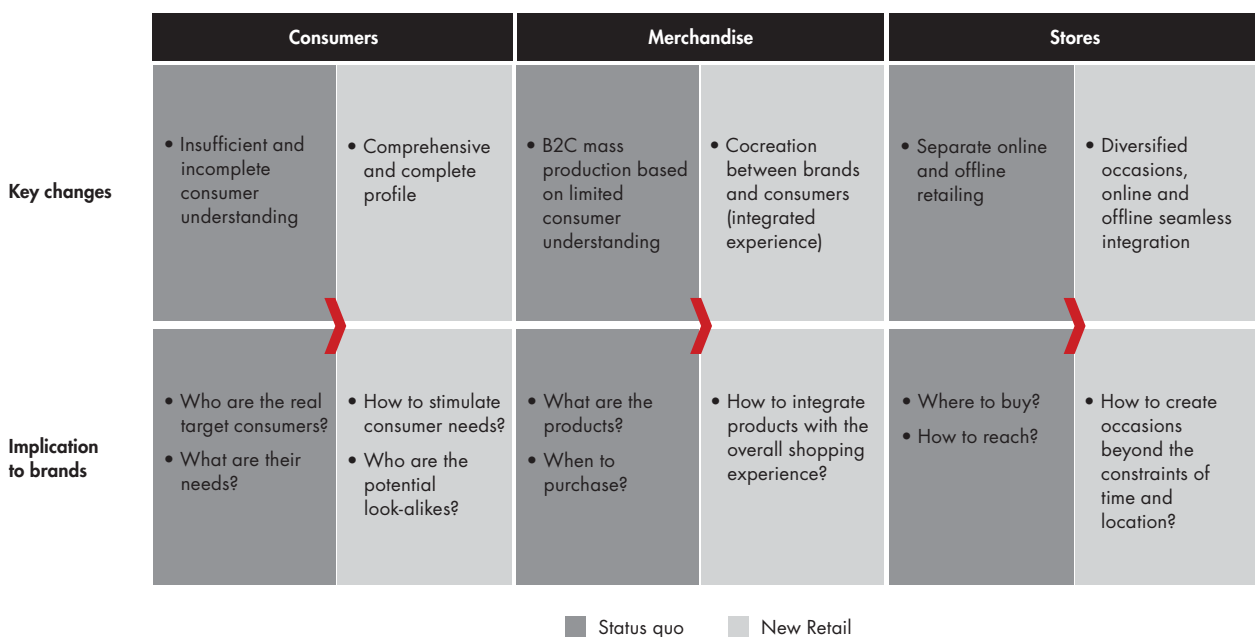 Consumers
Merchandise
Stores
Key changes
• Insufficient and
incomplete
consumer
understanding
• Comprehensive
and complete
profile
• B2C mass
production based
on limited
consumer
understanding
• Cocreation
between brands
and consumers
(integrated
experience)
• Separate online
and offline
retailing
• Diversified
occasions,
online and
offline seamless
integration
Implication
to brands
• Who are the real
target consumers?
• What are their
needs?
• How to stimulate
consumer needs?
• Who are the
potential
look-alikes?
• What are the
products?
• When to
purchase?
• How to integrate
products with the
overall shopping
experience?
• Where to buy?
• How to reach?
• How to create
occasions
beyond the
constraints of
time and
location?
Status quo
New Retail